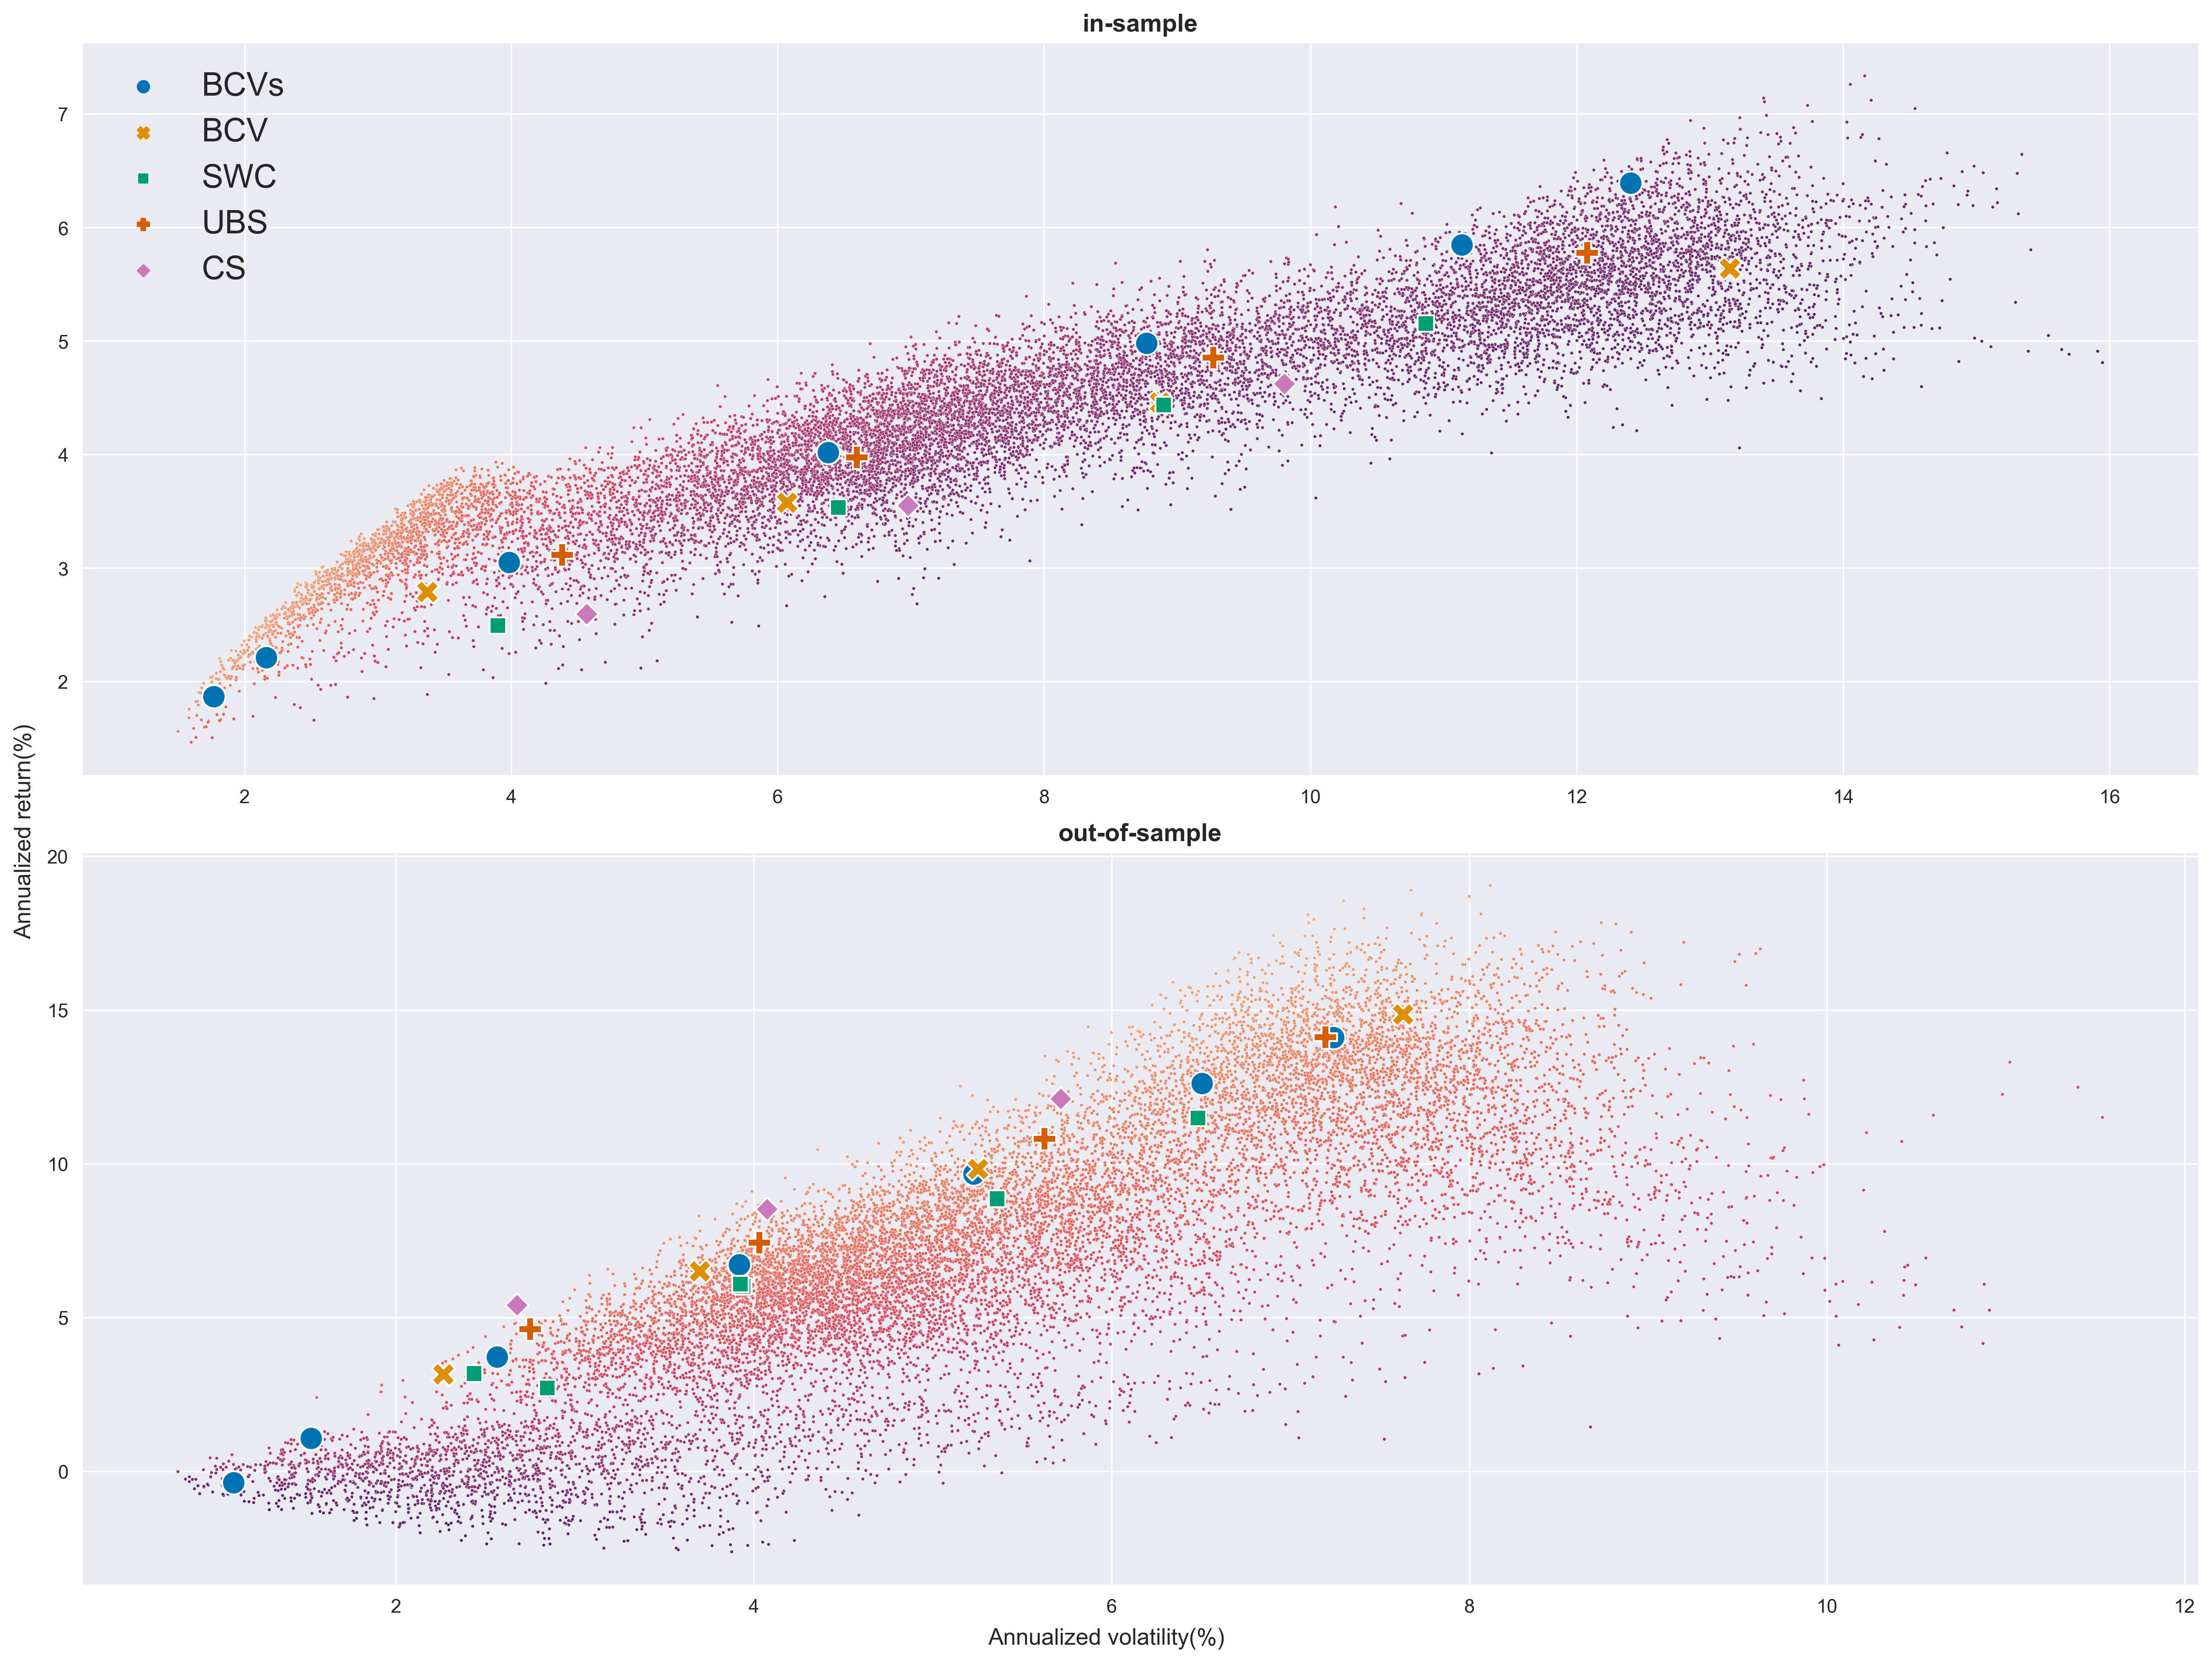 in-sample
BCVs
BCV
SWC
UBS
CS
7
6
5
4
3
2
2 4 6 8 10 12 14 16
Annualized return(%)
out-of-sample
20
15
10
5
0
2 4 6 8 10 12
Annualized volatility(%)